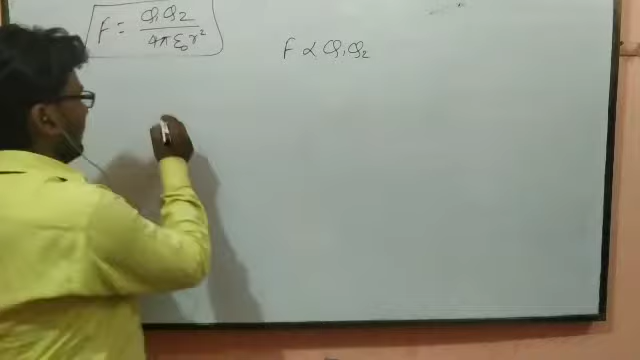 F = Q₁Q₂ / 4πε₀r²
F ∝ Q₁Q₂